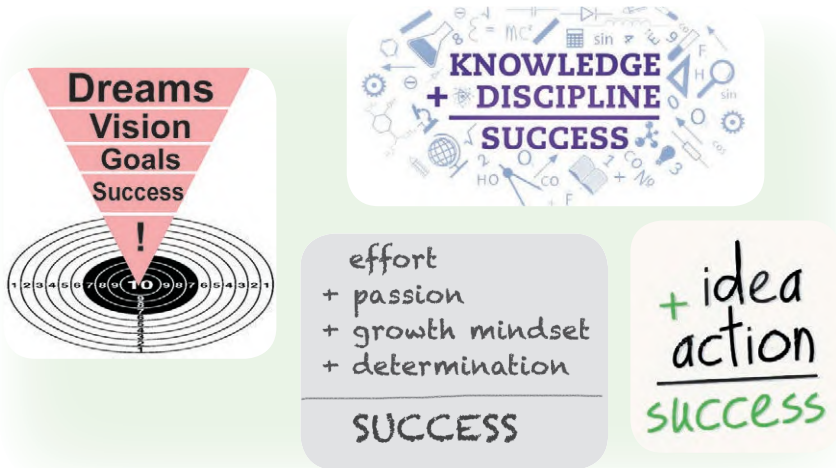 Dreams
Vision
Goals
Success
!
1 2 3 4 5 6 7 8 9 10 9 8 7 6 5 4 3 2 1
KNOWLEDGE
+ DISCIPLINE
SUCCESS
effort
+ passion
+ growth mindset
+ determination
SUCCESS
+ idea
action
success